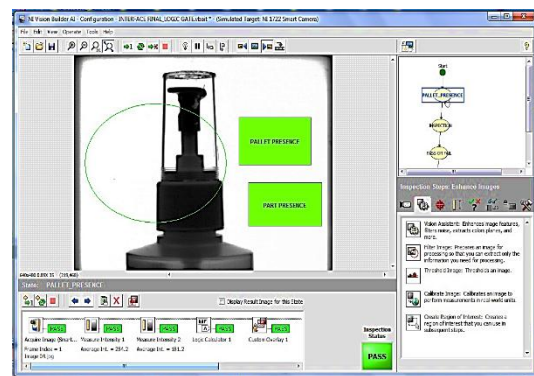 NI Vision Builder AI - Configuration - INTERFACE FINAL_LOGIC GATE.vbai * (Simulated Target: NI 1722 Smart Camera)
File Edit View Operate Tools Help
Start
PALLET_PRESENCE
INSPECTION
PALLET PRESENCE
PART PRESENCE
Inspection Steps: Enhance Images
Vision Assistant: Enhances image features, filters noise, extracts color planes, and more.
Filter Image: Prepares an image for processing so that you can extract only the information you need for processing.
Threshold Image: Thresholds an image.
Calibrate Image: Calibrates an image to perform measurements in real world units.
Create Region of Interest: Creates a region of interest that you can use in subsequent steps.
State: PALLET_PRESENCE
Display Result Image for this State
PASS PASS PASS PASS PASS
Acquire Image (Smart... Measure Intensity 1 Measure Intensity 2 Logic Calculator 1 Custom Overlay 1
Frame Index = 1 Average Int. = 254.2 Average Int. = 181.2
Inspection
Status
PASS